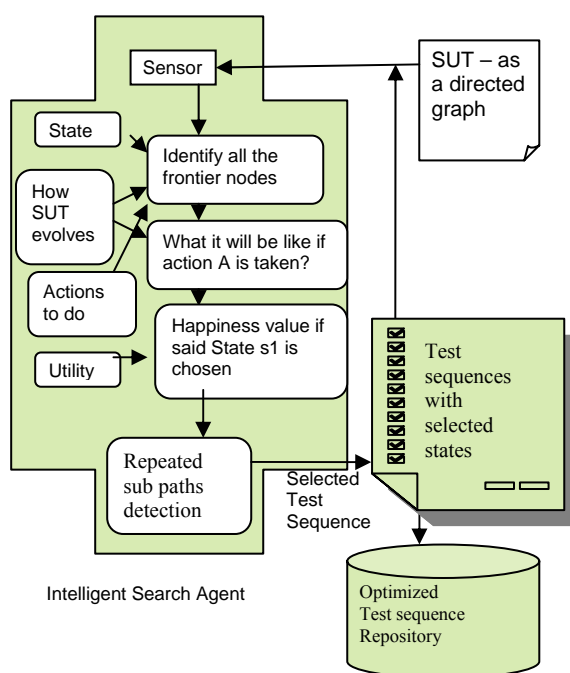 Sensor
SUT – as
a directed
graph
State
Identify all the
frontier nodes
How
SUT
evolves
What it will be like if
action A is taken?
Actions
to do
Happiness value if
said State s1 is
chosen
Utility
Test
sequences
with
selected
states
Repeated
sub paths
detection
Selected
Test
Sequence
Intelligent Search Agent
Optimized
Test sequence
Repository